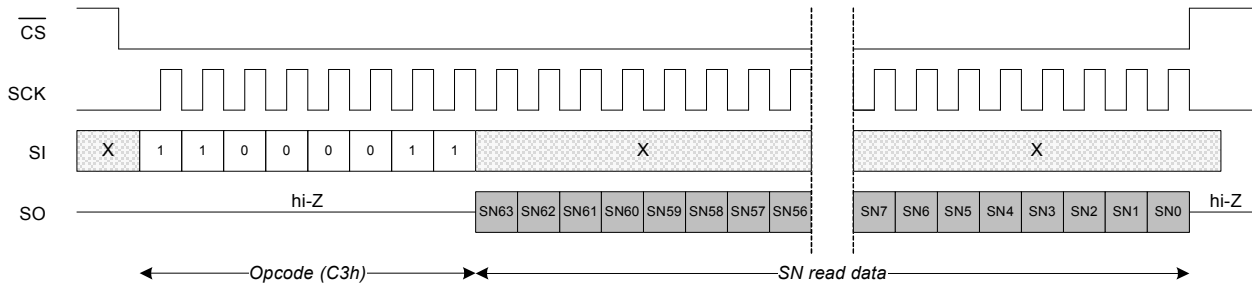 CS
SCK
SI X 1 1 0 0 0 0 1 1 X X
SO hi-Z SN63 SN62 SN61 SN60 SN59 SN58 SN57 SN56 SN7 SN6 SN5 SN4 SN3 SN2 SN1 SN0 hi-Z
Opcode (C3h) SN read data